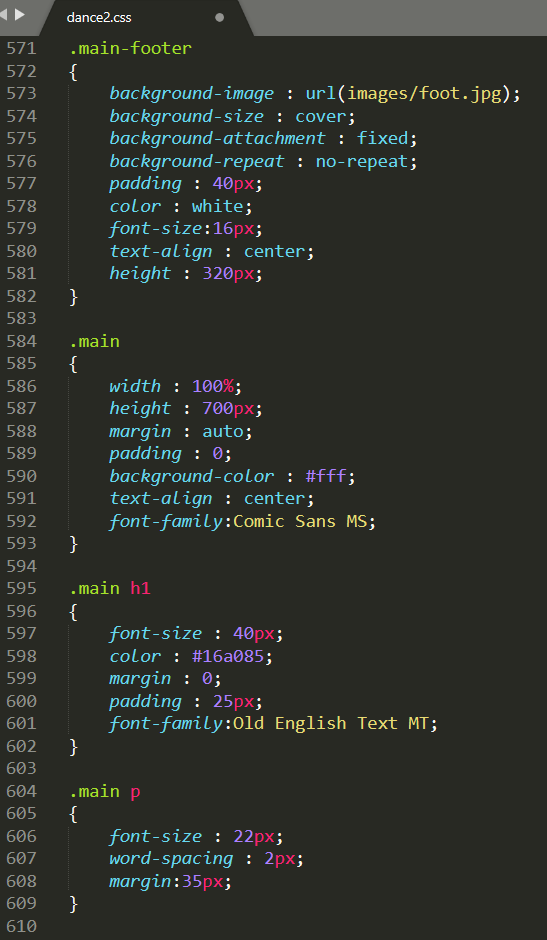 dance2.css
571 .main-footer
572 {
573 background-image : url(images/foot.jpg);
574 background-size : cover;
575 background-attachment : fixed;
576 background-repeat : no-repeat;
577 padding : 40px;
578 color : white;
579 font-size:16px;
580 text-align : center;
581 height : 320px;
582 }
583
584 .main
585 {
586 width : 100%;
587 height : 700px;
588 margin : auto;
589 padding : 0;
590 background-color : #fff;
591 text-align : center;
592 font-family:Comic Sans MS;
593 }
594
595 .main h1
596 {
597 font-size : 40px;
598 color : #16a085;
599 margin : 0;
600 padding : 25px;
601 font-family:Old English Text MT;
602 }
603
604 .main p
605 {
606 font-size : 22px;
607 word-spacing : 2px;
608 margin:35px;
609 }
610